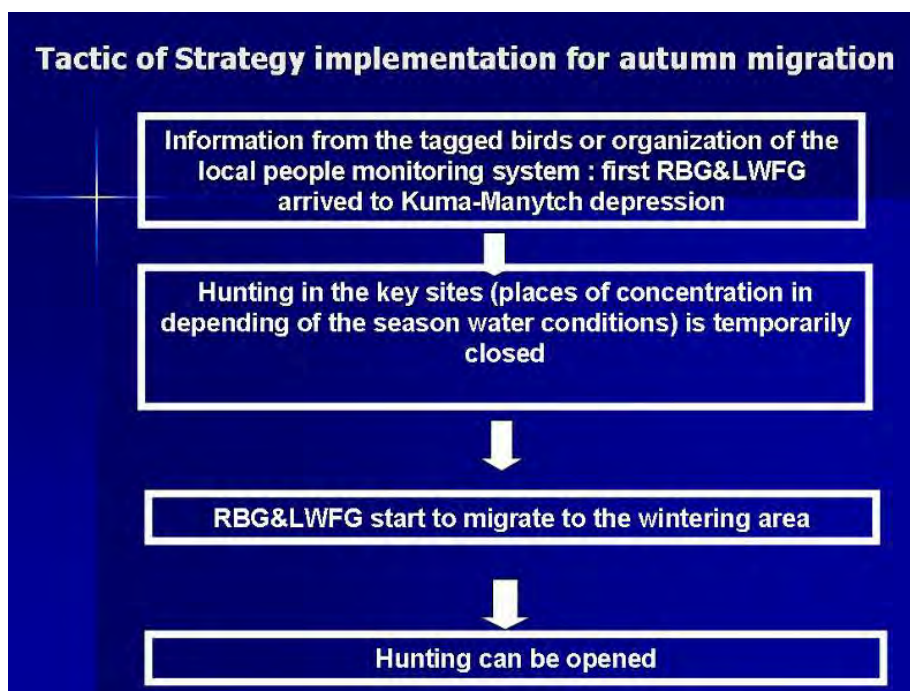 Tactic of Strategy implementation for autumn migration
Information from the tagged birds or organization of the
local people monitoring system : first RBG&LWFG
arrived to Kuma-Manytch depression
Hunting in the key sites (places of concentration in
depending of the season water conditions) is temporarily
closed
RBG&LWFG start to migrate to the wintering area
Hunting can be opened